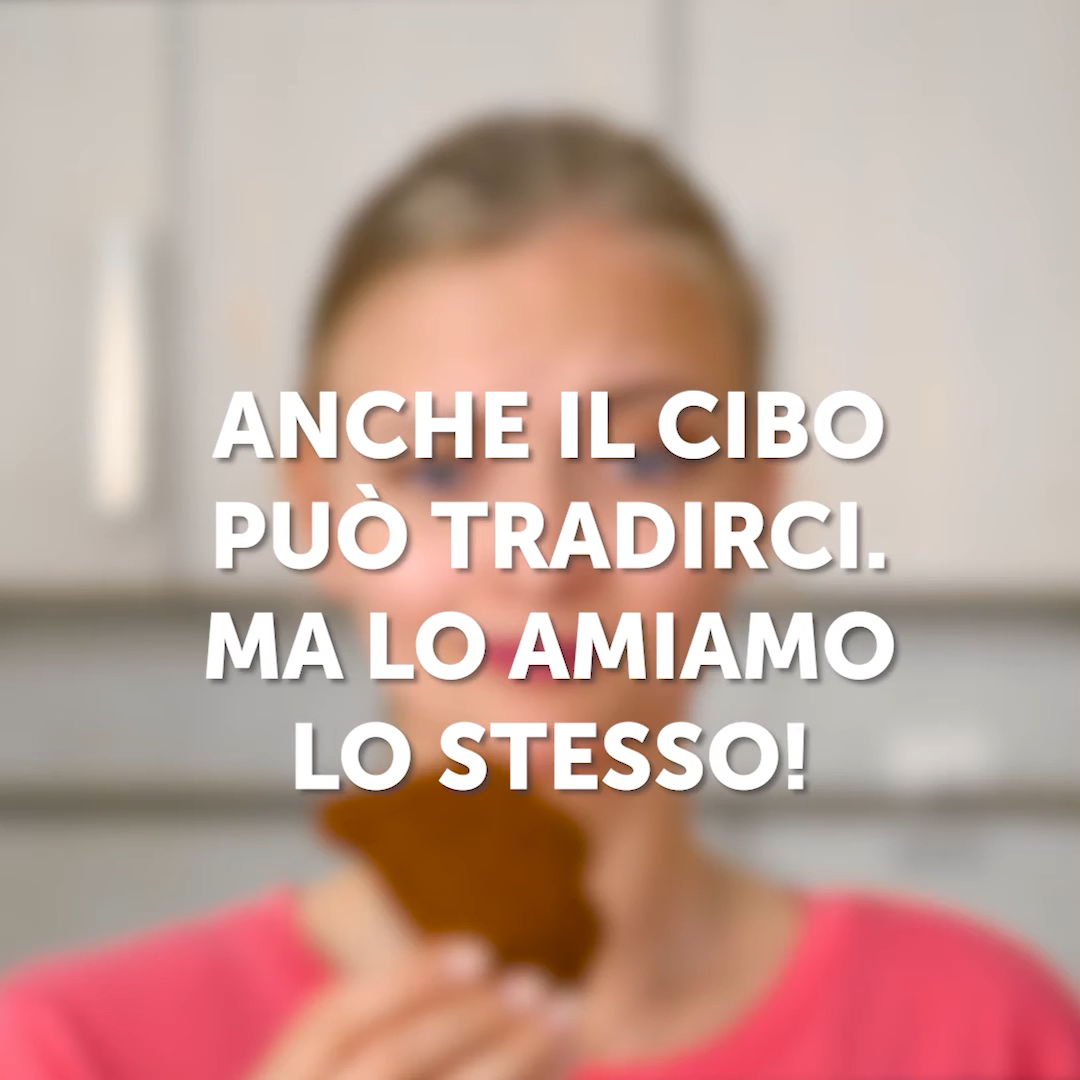 ANCHE IL CIBO
PUÒ TRADIRCI.
MA LO AMIAMO
LO STESSO!